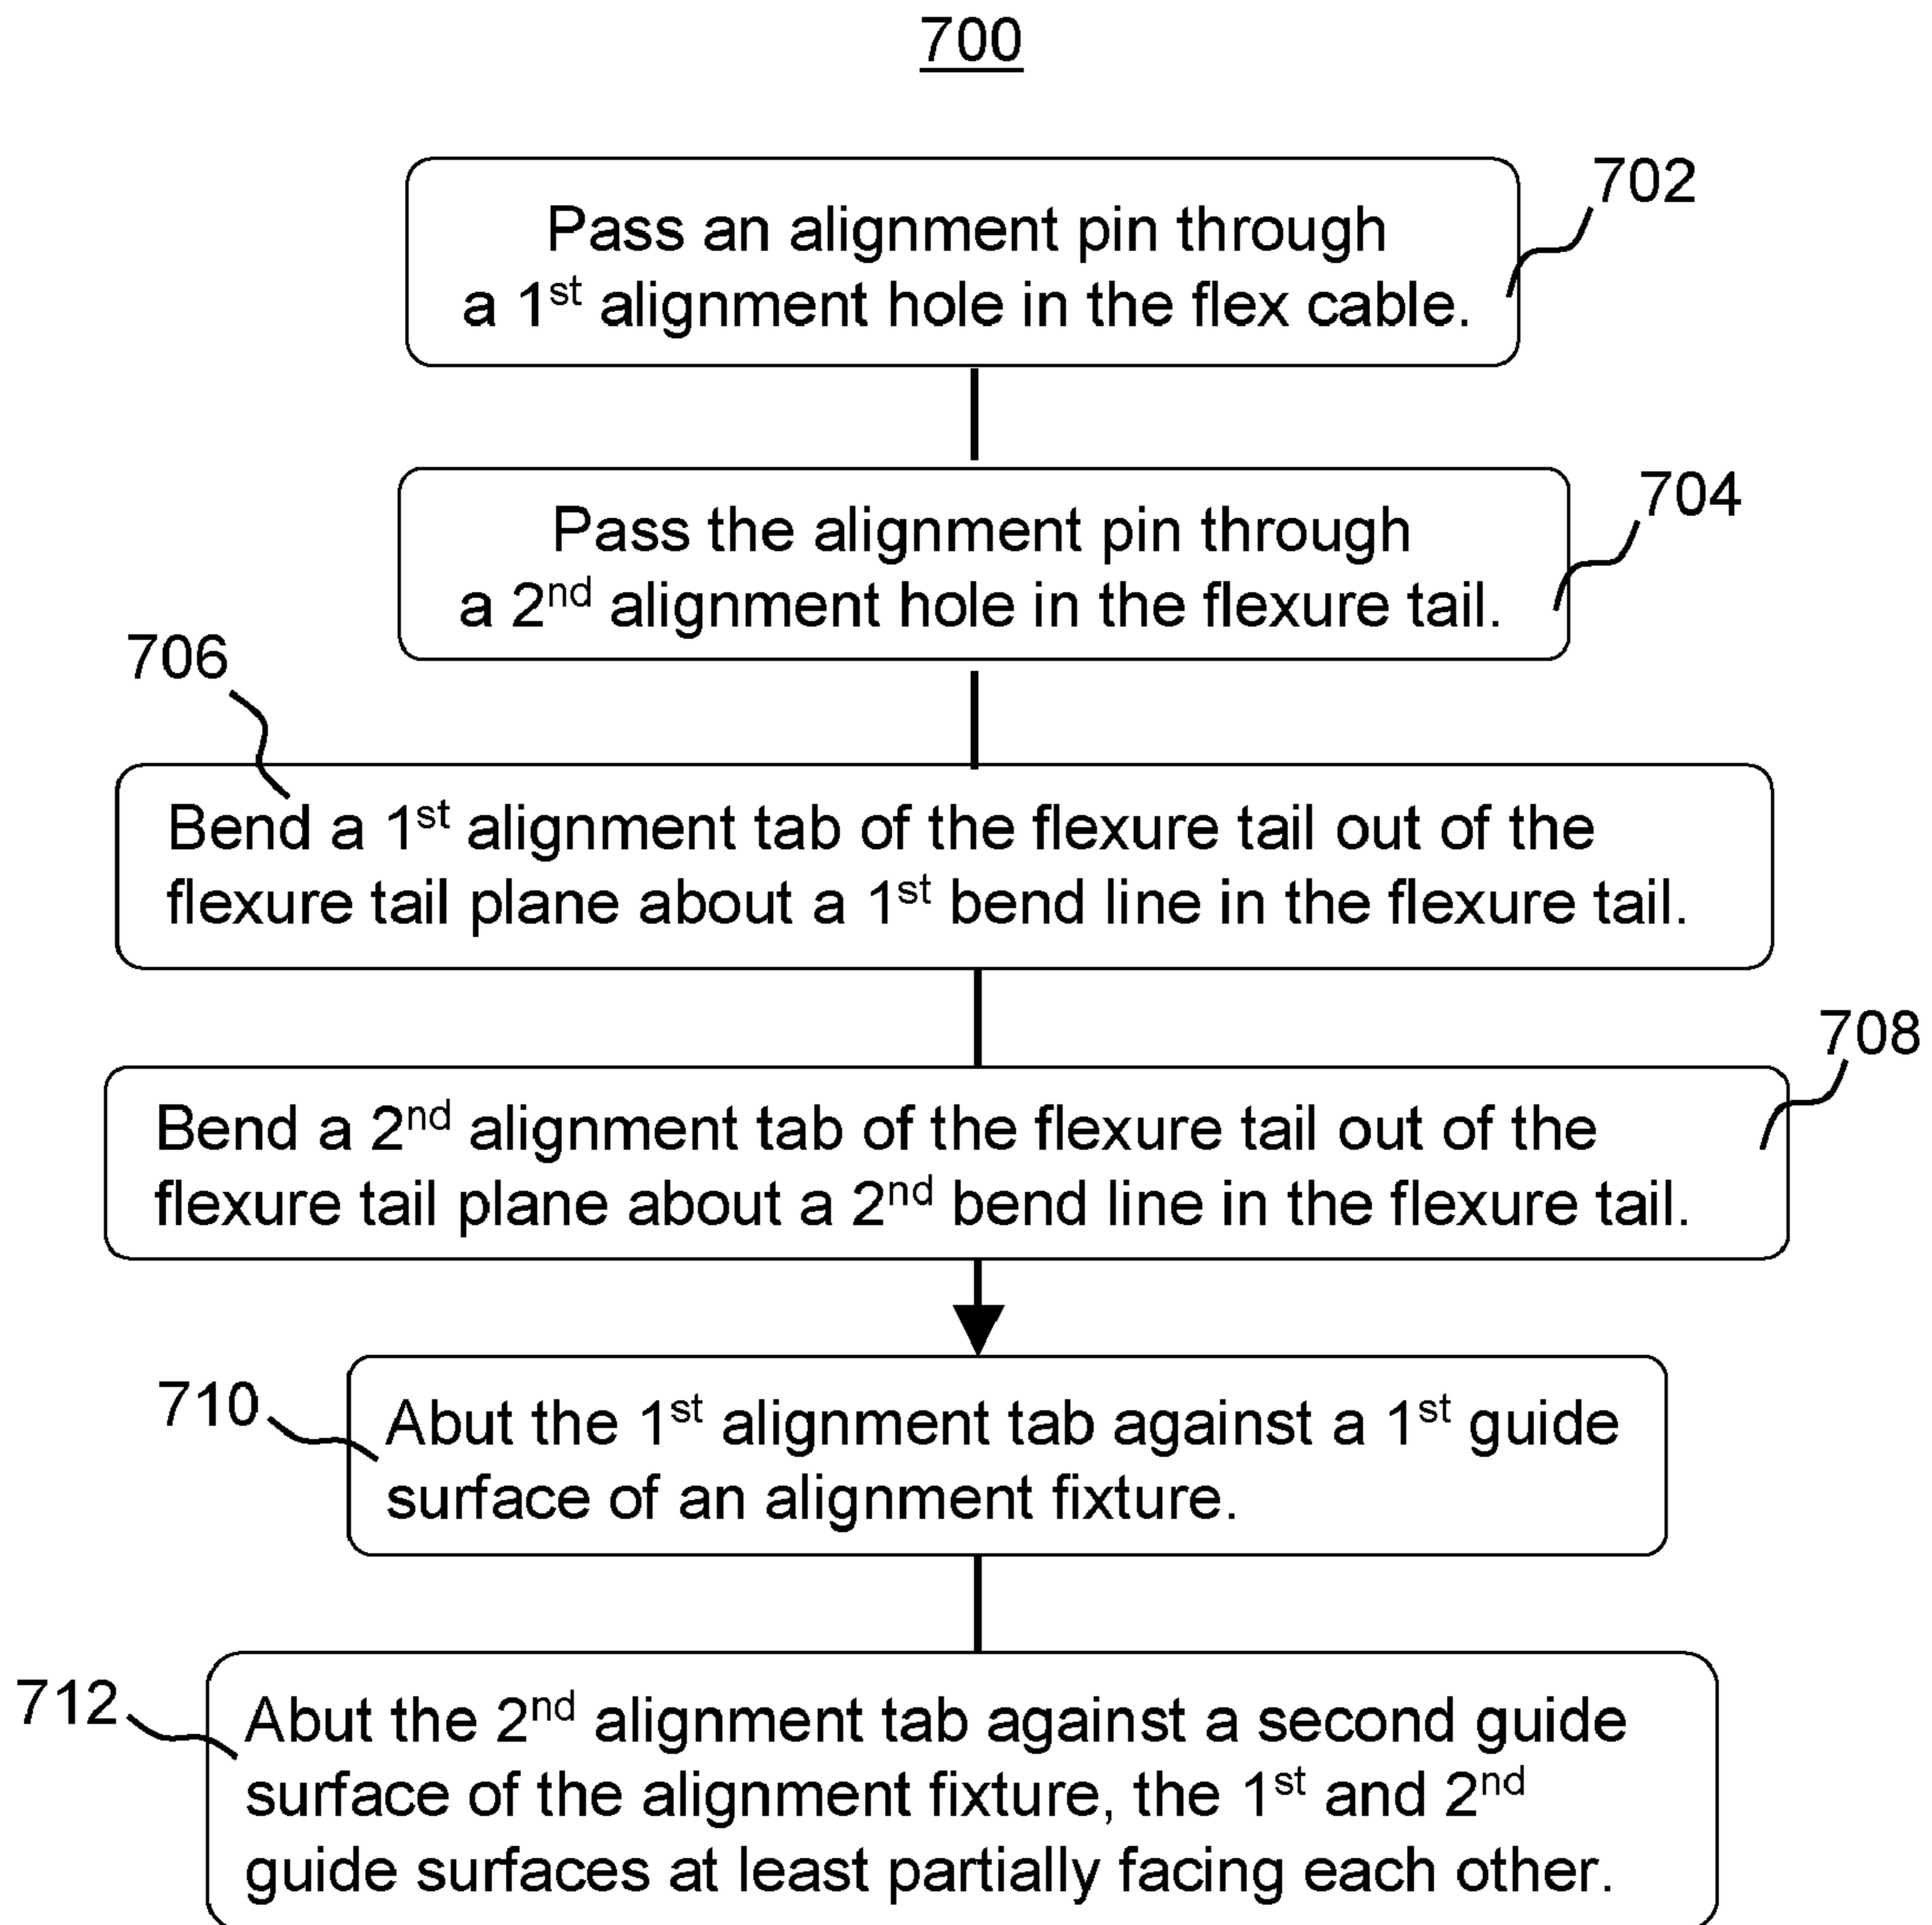 700
702
Pass an alignment pin through
a 1st alignment hole in the flex cable.
704
Pass the alignment pin through
a 2nd alignment hole in the flexure tail.
706
Bend a 1st alignment tab of the flexure tail out of the
flexure tail plane about a 1st bend line in the flexure tail.
708
Bend a 2nd alignment tab of the flexure tail out of the
flexure tail plane about a 2nd bend line in the flexure tail.
710
Abut the 1st alignment tab against a 1st guide
surface of an alignment fixture.
712
Abut the 2nd alignment tab against a second guide
surface of the alignment fixture, the 1st and 2nd
guide surfaces at least partially facing each other.